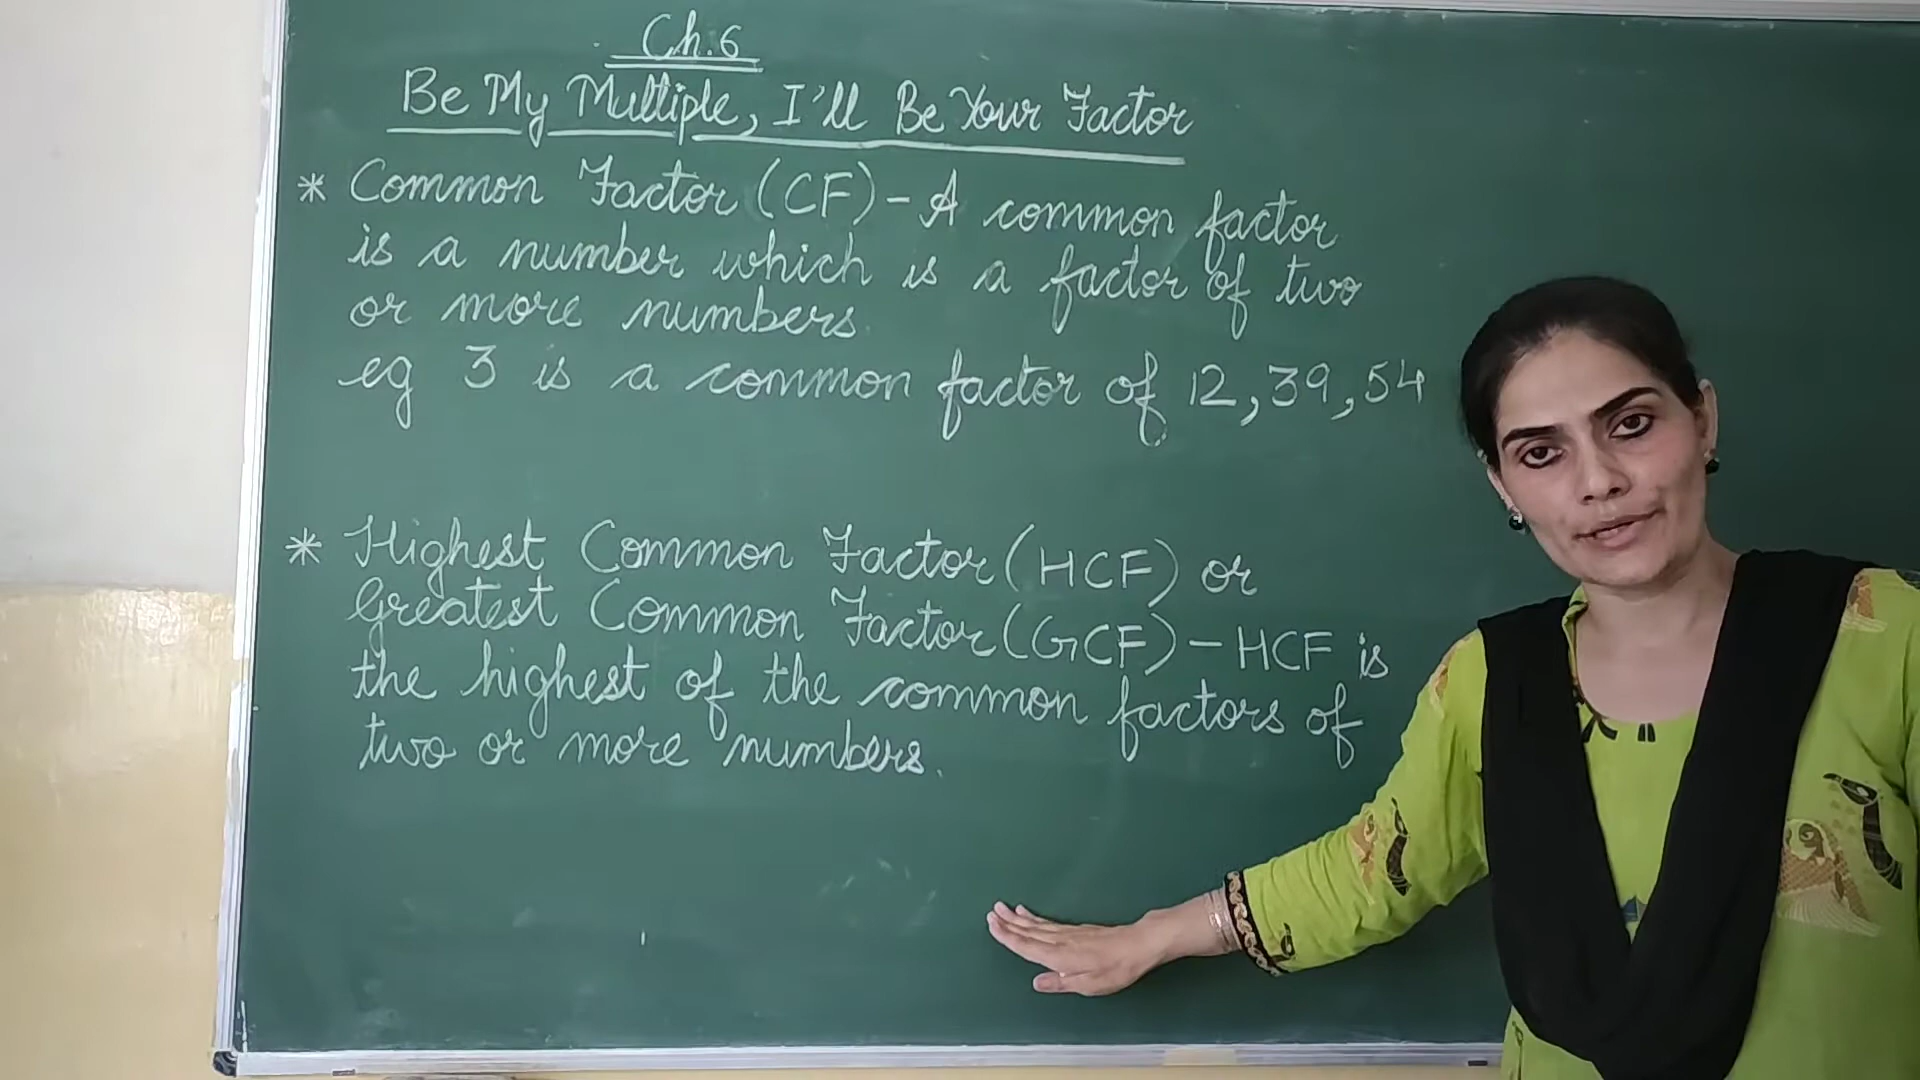 Ch.6
Be My Multiple, I'll Be Your Factor
* Common Factor (CF) - A common factor
is a number which is a factor of two
or more numbers.
eg 3 is a common factor of 12, 39, 54
* Highest Common Factor (HCF) or
Greatest Common Factor (GCF) - HCF is
the highest of the common factors of
two or more numbers.